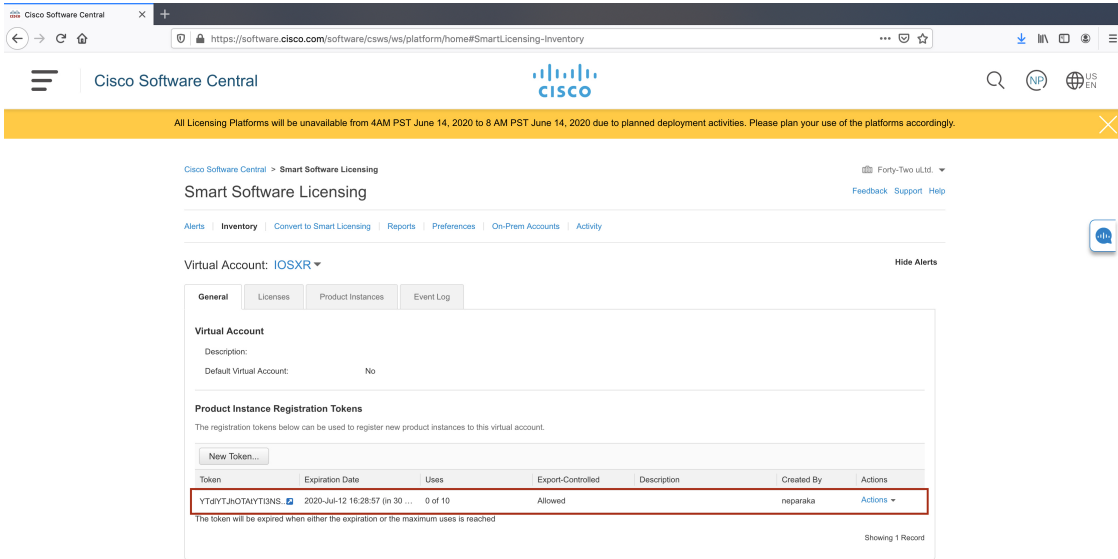 Cisco Software Central
https://software.cisco.com/software/csws/ws/platform/home#SmartLicensing-Inventory
Cisco Software Central
CISCO
NP
US
EN
All Licensing Platforms will be unavailable from 4AM PST June 14, 2020 to 8 AM PST June 14, 2020 due to planned deployment activities. Please plan your use of the platforms accordingly.
Cisco Software Central > Smart Software Licensing
Forty-Two uLtd.
Smart Software Licensing
Feedback Support Help
Alerts Inventory Convert to Smart Licensing Reports Preferences On-Prem Accounts Activity
Virtual Account: IOSXR
Hide Alerts
General Licenses Product Instances Event Log
Virtual Account
Description:
Default Virtual Account: No
Product Instance Registration Tokens
The registration tokens below can be used to register new product instances to this virtual account.
New Token...
Token Expiration Date Uses Export-Controlled Description Created By Actions
YTdlYTJhOTAtYTI3NS.. 2020-Jul-12 16:28:57 (in 30 ... 0 of 10 Allowed neparaka Actions
The token will be expired when either the expiration or the maximum uses is reached
Showing 1 Record